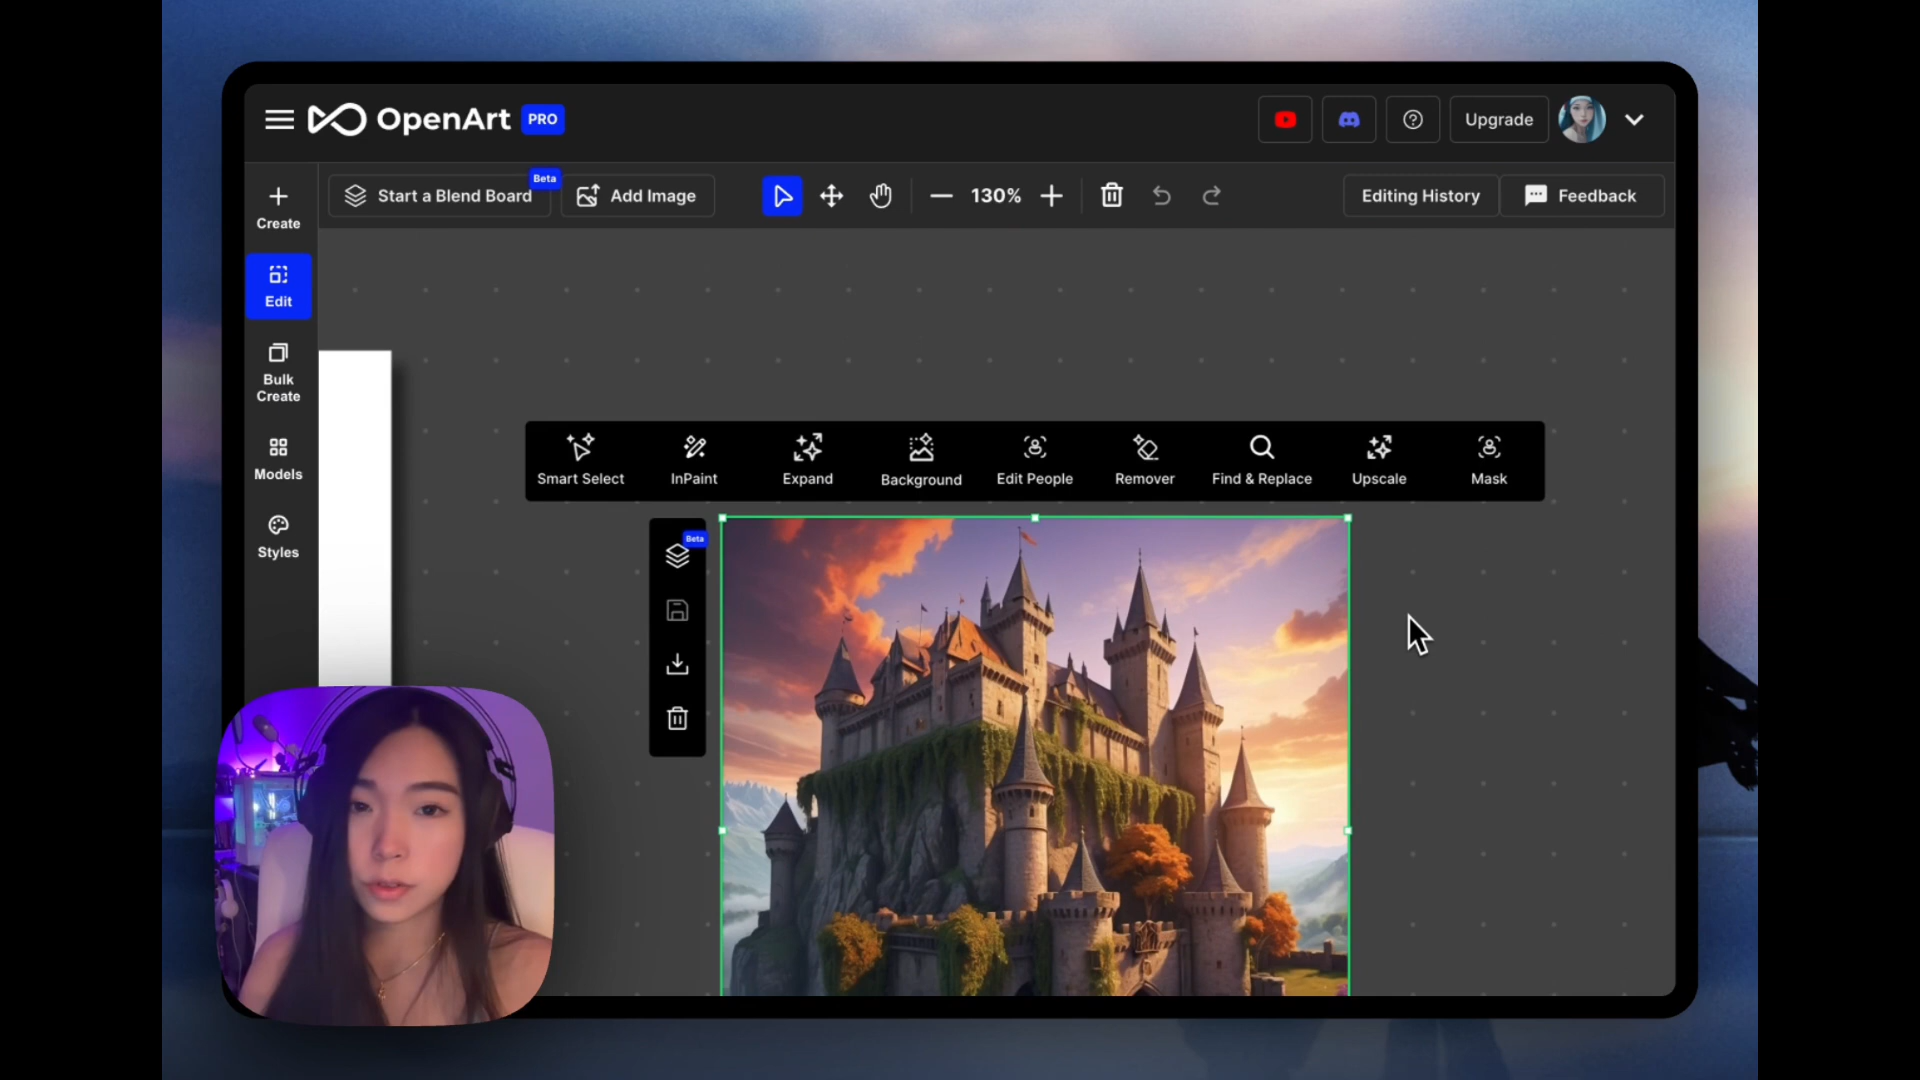 OpenArt PRO
Upgrade
Start a Blend Board
Beta
Add Image
130%
Editing History
Feedback
Create
Edit
Bulk
Create
Models
Styles
Smart Select
InPaint
Expand
Background
Edit People
Remover
Find & Replace
Upscale
Mask
Beta